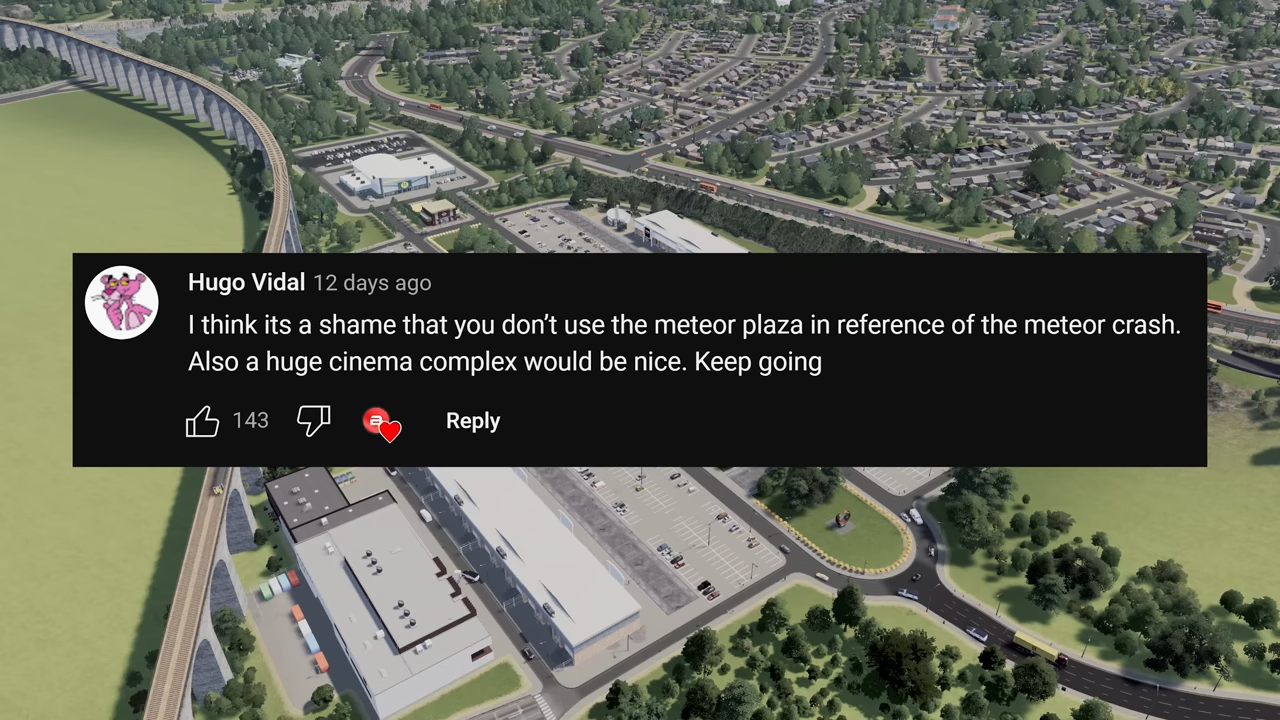 Hugo Vidal 12 days ago
I think its a shame that you don’t use the meteor plaza in reference of the meteor crash.
Also a huge cinema complex would be nice. Keep going
143 Reply